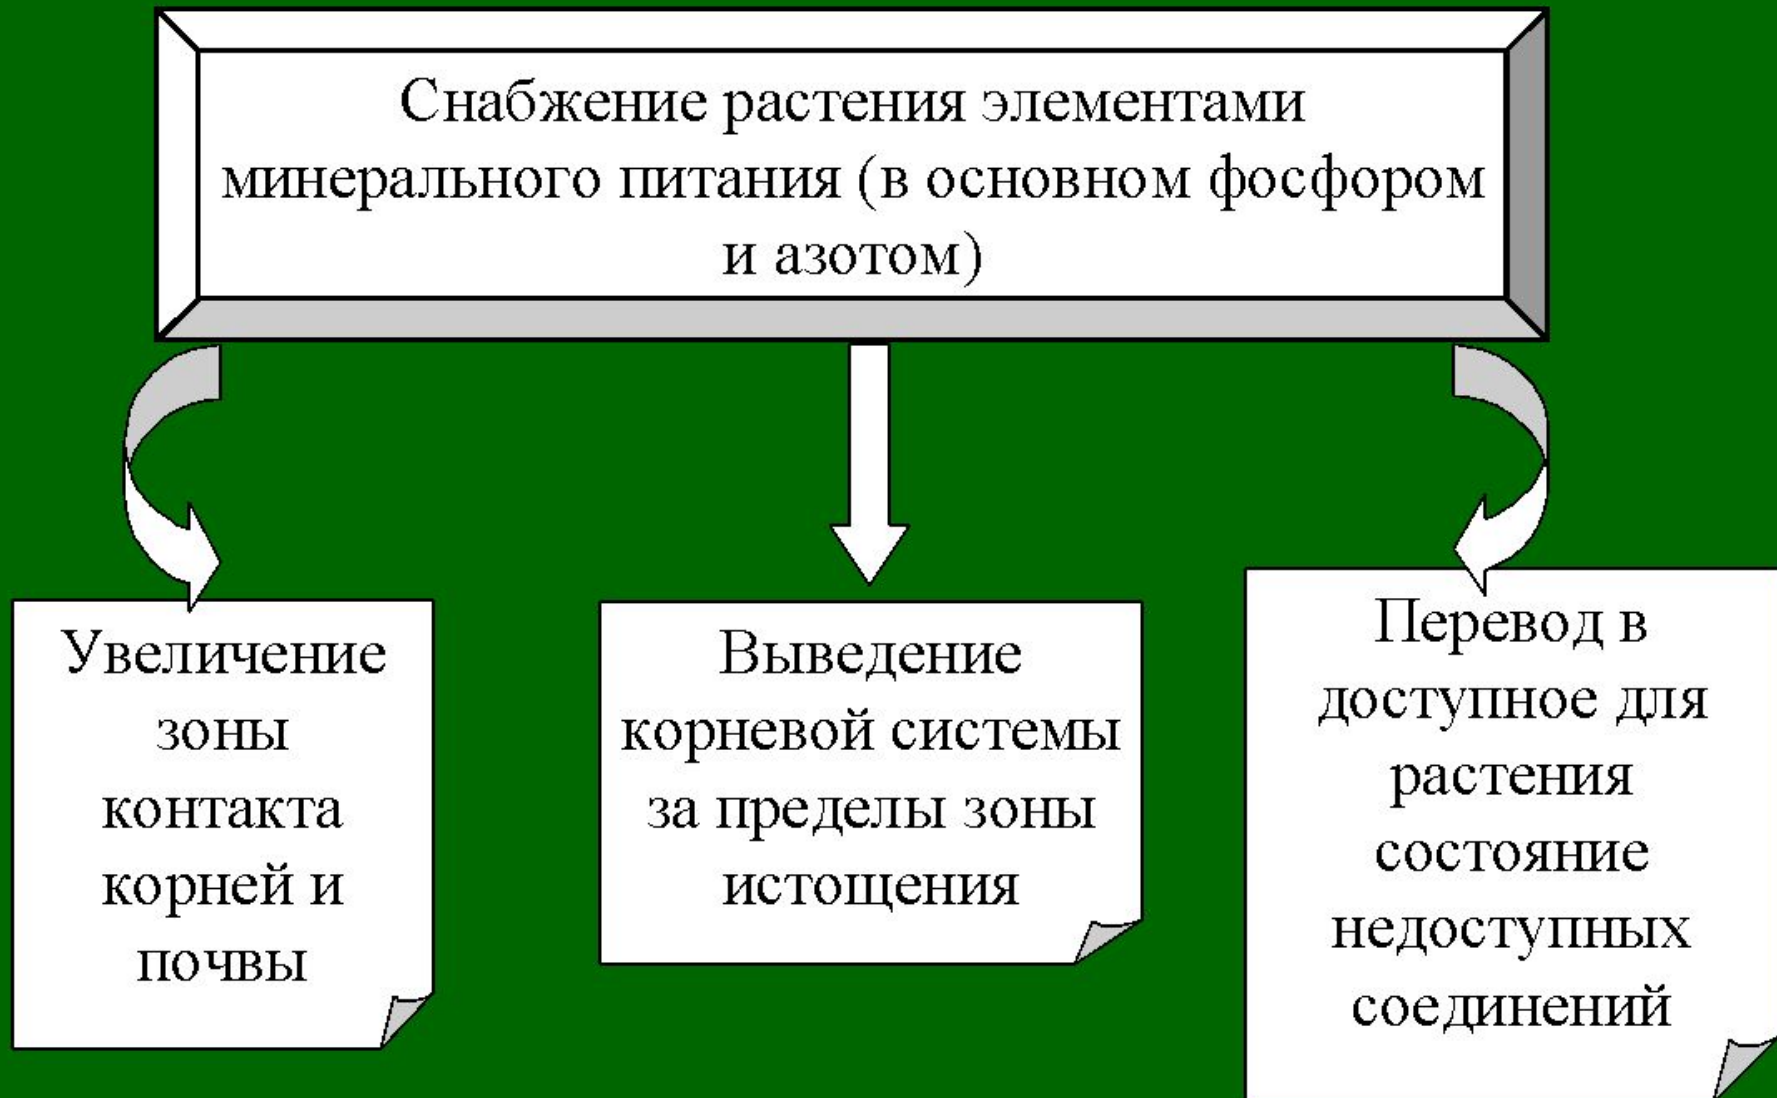 Снабжение растения элементами
минерального питания (в основном фосфором
и азотом)
Увеличение
зоны
контакта
корней и
почвы
Выведение
корневой системы
за пределы зоны
истощения
Перевод в
доступное для
растения
состояние
недоступных
соединений